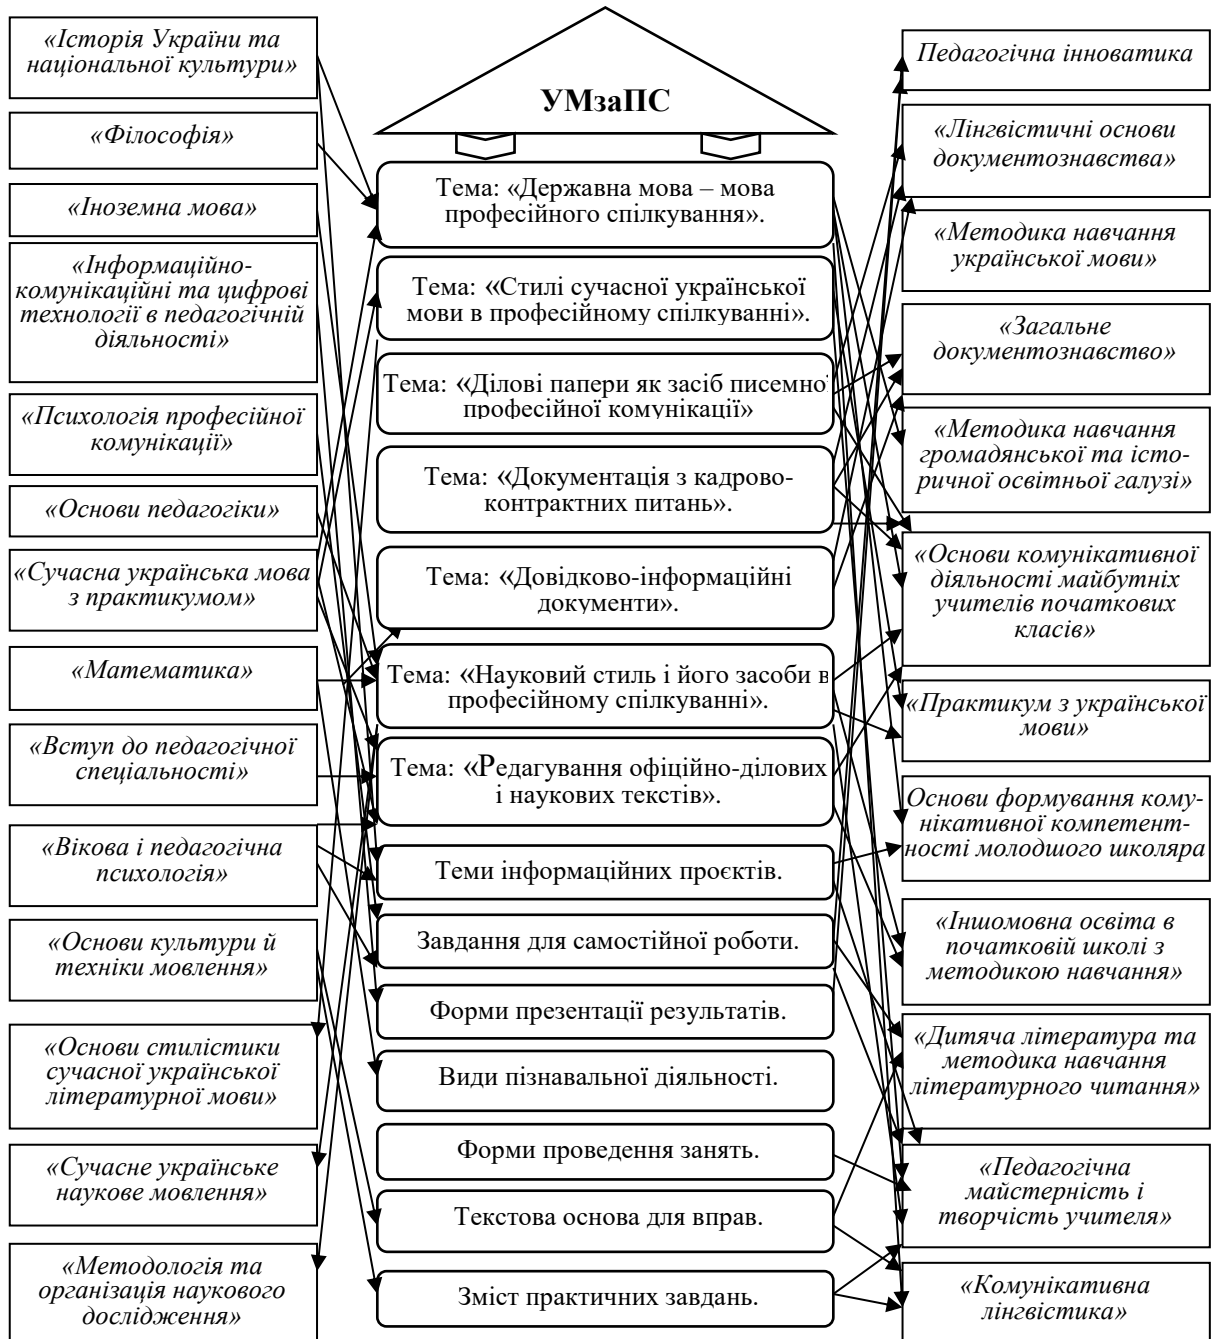 «Історія України та
національної культури»
«Філософія»
«Іноземна мова»
«Інформаційно-
комунікаційні та цифрові
технології в педагогічній
діяльності»
«Психологія професійної
комунікації»
«Основи педагогіки»
«Сучасна українська мова
з практикумом»
«Математика»
«Вступ до педагогічної
спеціальності»
«Вікова і педагогічна
психологія»
«Основи культури й
техніки мовлення»
«Основи стилістики
сучасної української
літературної мови»
«Сучасне українське
наукове мовлення»
«Методологія та
організація наукового
дослідження»
УМзаПС
Тема: «Державна мова – мова
професійного спілкування».
Тема: «Стилі сучасної української
мови в професійному спілкуванні».
Тема: «Ділові папери як засіб писемної
професійної комунікації»
Тема: «Документація з кадрово-
контрактних питань».
Тема: «Довідково-інформаційні
документи».
Тема: «Науковий стиль і його засоби в
професійному спілкуванні».
Тема: «Редагування офіційно-ділових
і наукових текстів».
Теми інформаційних проєктів.
Завдання для самостійної роботи.
Форми презентації результатів.
Види пізнавальної діяльності.
Форми проведення занять.
Текстова основа для вправ.
Зміст практичних завдань.
Педагогічна інноватика
«Лінгвістичні основи
документознавства»
«Методика навчання
української мови»
«Загальне
документознавство»
«Методика навчання
громадянської та істо-
ричної освітньої галузі»
«Основи комунікативної
діяльності майбутніх
учителів початкових
класів»
«Практикум з української
мови»
Основи формування кому-
нікативної компетент-
ності молодшого школяра
«Іншомовна освіта в
початковій школі з
методикою навчання»
«Дитяча література та
методика навчання
літературного читання»
«Педагогічна
майстерність і
творчість учителя»
«Комунікативна
лінгвістика»